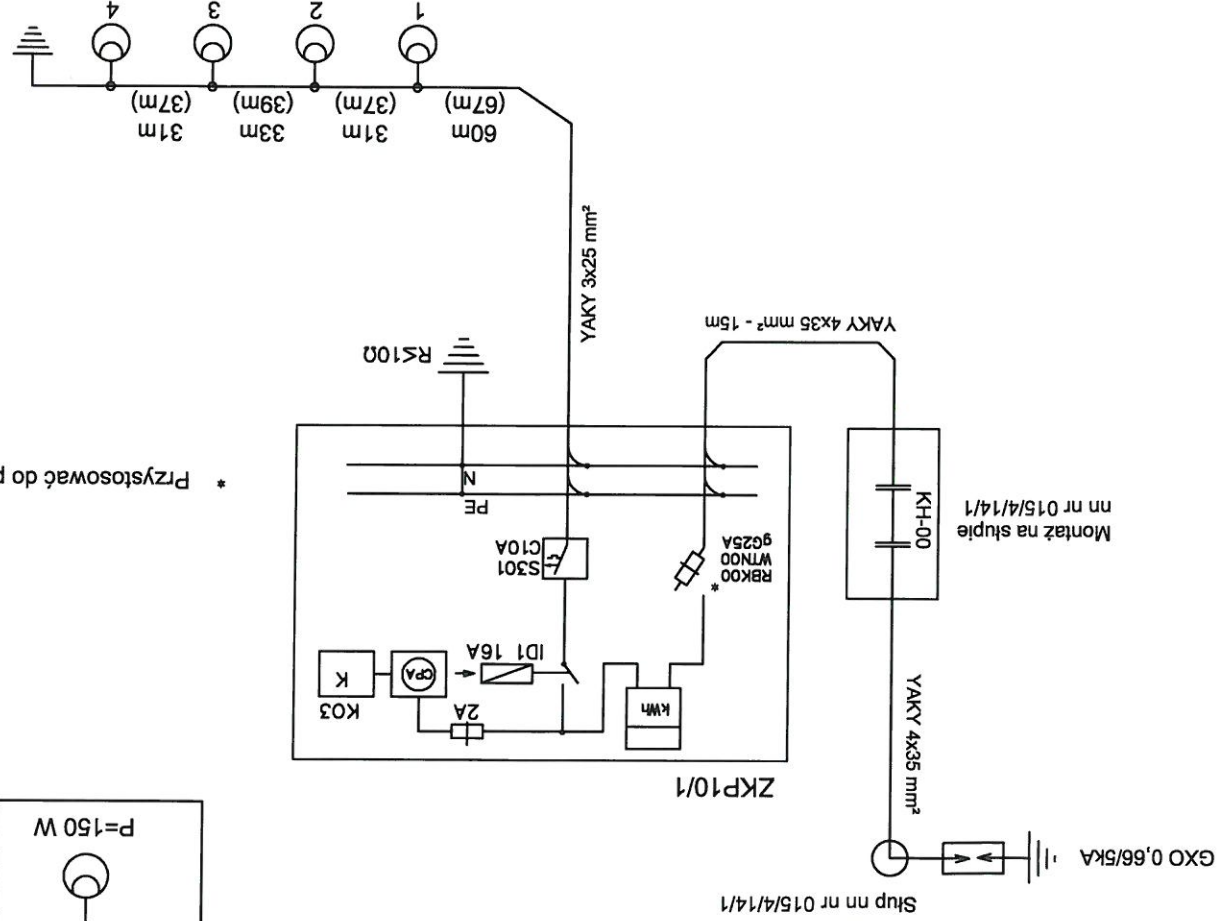 Słup nn nr 015/4/14/1
GXO 0,66/5kA
YAKY 4x35 mm²
Montaż na słupie
nn nr 015/4/14/1
KH-00
YAKY 4x35 mm² - 15m
ZKP10/1
kWh
2A
K03
CPA
K
ID1 16A
RBK00
WTN00
gG25A
*
S301
C10A
PE
N
R≤10Ω
YAKY 3x25 mm²
60m
(67m)
31m
(37m)
33m
(39m)
31m
(37m)
1
2
3
4
P=150 W
* Przystosować do p